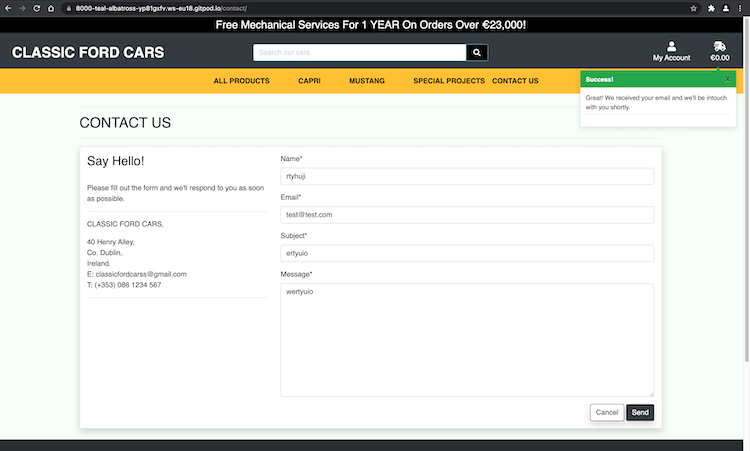 8000-teal-albatross-yp81gxfv.ws-eu18.gitpod.io/contact/
Free Mechanical Services For 1 YEAR On Orders Over €23,000!
CLASSIC FORD CARS
Search our cars
My Account
€0.00
ALL PRODUCTS CAPRI MUSTANG SPECIAL PROJECTS CONTACT US
Success!
Great! We received your email and we'll be intouch
with you shortly.
CONTACT US
Say Hello!
Please fill out the form and we'll respond to you as soon
as possible.
CLASSIC FORD CARS,
40 Henry Alley,
Co. Dublin,
Ireland.
E: classicfordcarss@gmail.com
T: (+353) 086 1234 567
Name*
rtyhuji
Email*
test@test.com
Subject*
ertyuio
Message*
wertyuio
Cancel Send